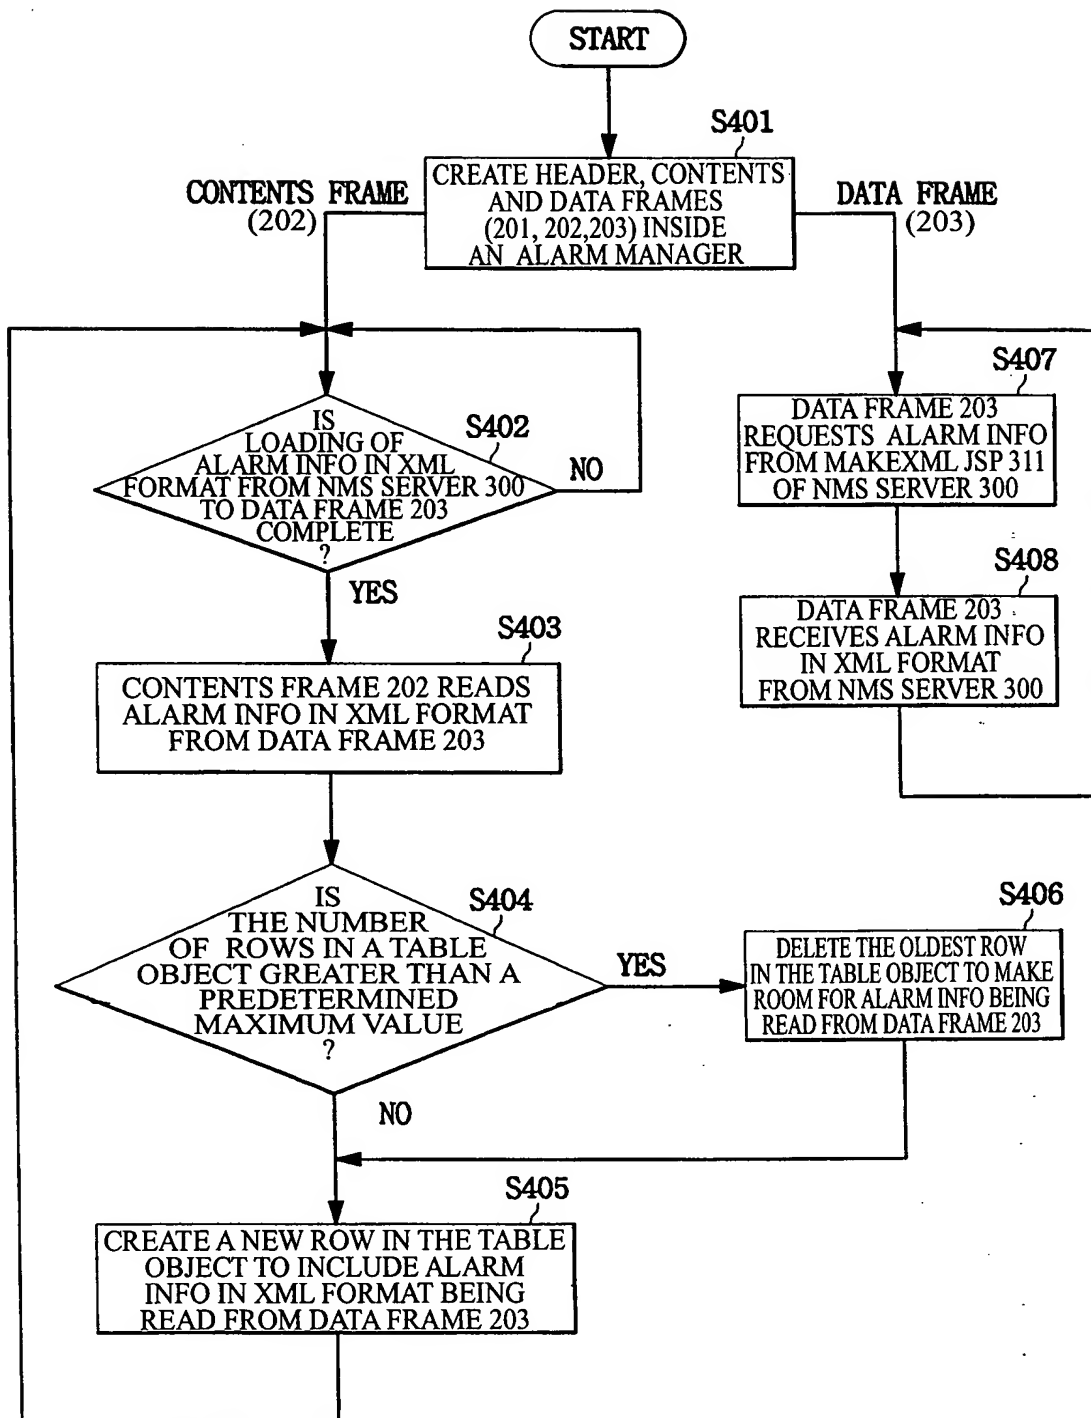 START
S401
CREATE HEADER, CONTENTS
AND DATA FRAMES
(201, 202,203) INSIDE
AN ALARM MANAGER
CONTENTS FRAME
(202)
DATA FRAME
(203)
S402
IS
LOADING OF
ALARM INFO IN XML
FORMAT FROM NMS SERVER 300
TO DATA FRAME 203
COMPLETE
?
NO
YES
S407
DATA FRAME 203
REQUESTS ALARM INFO
FROM MAKEXML JSP 311
OF NMS SERVER 300
S408
DATA FRAME 203
RECEIVES ALARM INFO
IN XML FORMAT
FROM NMS SERVER 300
S403
CONTENTS FRAME 202 READS
ALARM INFO IN XML FORMAT
FROM DATA FRAME 203
S404
IS
THE NUMBER
OF ROWS IN A TABLE
OBJECT GREATER THAN A
PREDETERMINED
MAXIMUM VALUE
?
YES
NO
S406
DELETE THE OLDEST ROW
IN THE TABLE OBJECT TO MAKE
ROOM FOR ALARM INFO BEING
READ FROM DATA FRAME 203
S405
CREATE A NEW ROW IN THE TABLE
OBJECT TO INCLUDE ALARM
INFO IN XML FORMAT BEING
READ FROM DATA FRAME 203